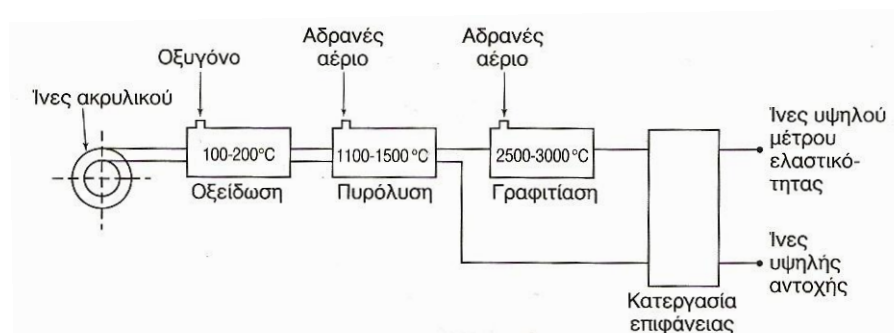 Οξυγόνο
Αδρανές
αέριο
Αδρανές
αέριο
Ίνες ακρυλικού
100-200°C
1100-1500 °C
2500-3000°C
Οξείδωση
Πυρόλυση
Γραφιτίαση
Ίνες υψηλού
μέτρου
ελαστικό-
τητας
Ίνες
υψηλής
αντοχής
Κατεργασία
επιφάνειας